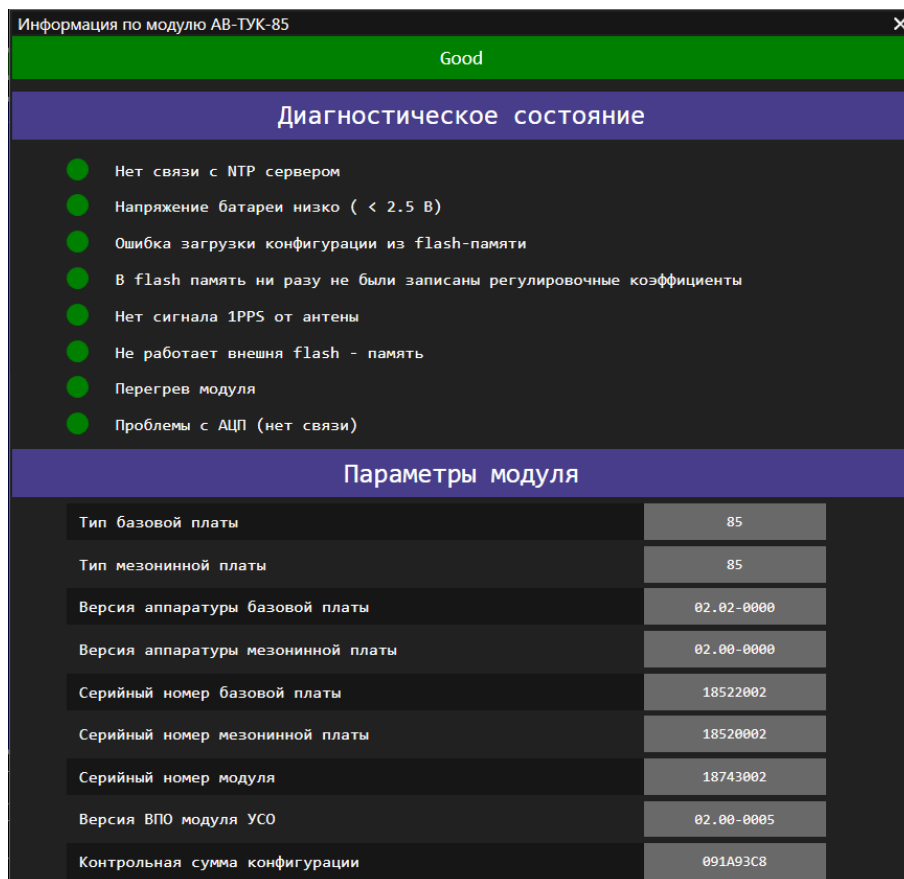 Информация по модулю АВ-ТУК-85
Good
Диагностическое состояние
Нет связи с NTP сервером
Напряжение батареи низко ( < 2.5 В)
Ошибка загрузки конфигурации из flash-памяти
В flash память ни разу не были записаны регулировочные коэффициенты
Нет сигнала 1PPS от антены
Не работает внешня flash - память
Перегрев модуля
Проблемы с АЦП (нет связи)
Параметры модуля
Тип базовой платы 85
Тип мезонинной платы 85
Версия аппаратуры базовой платы 02.02-0000
Версия аппаратуры мезонинной платы 02.00-0000
Серийный номер базовой платы 18522002
Серийный номер мезонинной платы 18520002
Серийный номер модуля 18743002
Версия ВПО модуля УСО 02.00-0005
Контрольная сумма конфигурации 091A93C8